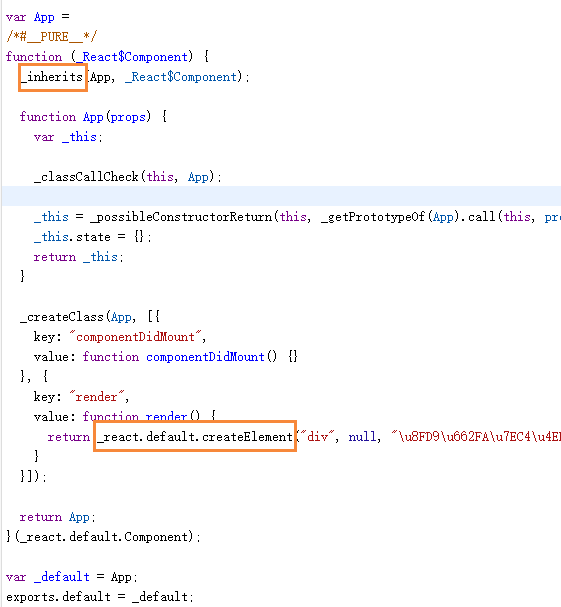 var App =
/*#__PURE__*/
function (_React$Component) {
_inherits(App, _React$Component);
function App(props) {
var _this;
_classCallCheck(this, App);
_this = _possibleConstructorReturn(this, _getPrototypeOf(App).call(this,
_this.state = {};
return _this;
}
_createClass(App, [{
key: "componentDidMount",
value: function componentDidMount() {}
}, {
key: "render",
value: function render() {
return _react.default.createElement("div", null, "\u8FD9\u662FA\u7EC4\u4E
}
}]);
return App;
}(_react.default.Component);
var _default = App;
exports.default = _default;